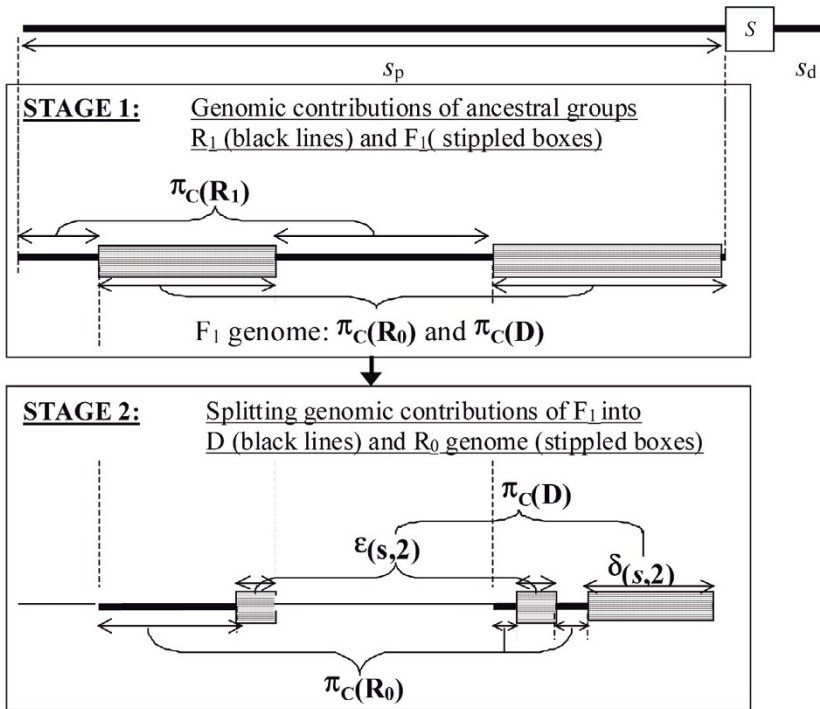 S
s_p
s_d
STAGE 1: Genomic contributions of ancestral groups
R₁ (black lines) and F₁( stippled boxes)
π_C(R₁)
F₁ genome: π_C(R₀) and π_C(D)
STAGE 2: Splitting genomic contributions of F₁ into
D (black lines) and R₀ genome (stippled boxes)
π_C(D)
ε(s,2)
δ(s,2)
π_C(R₀)